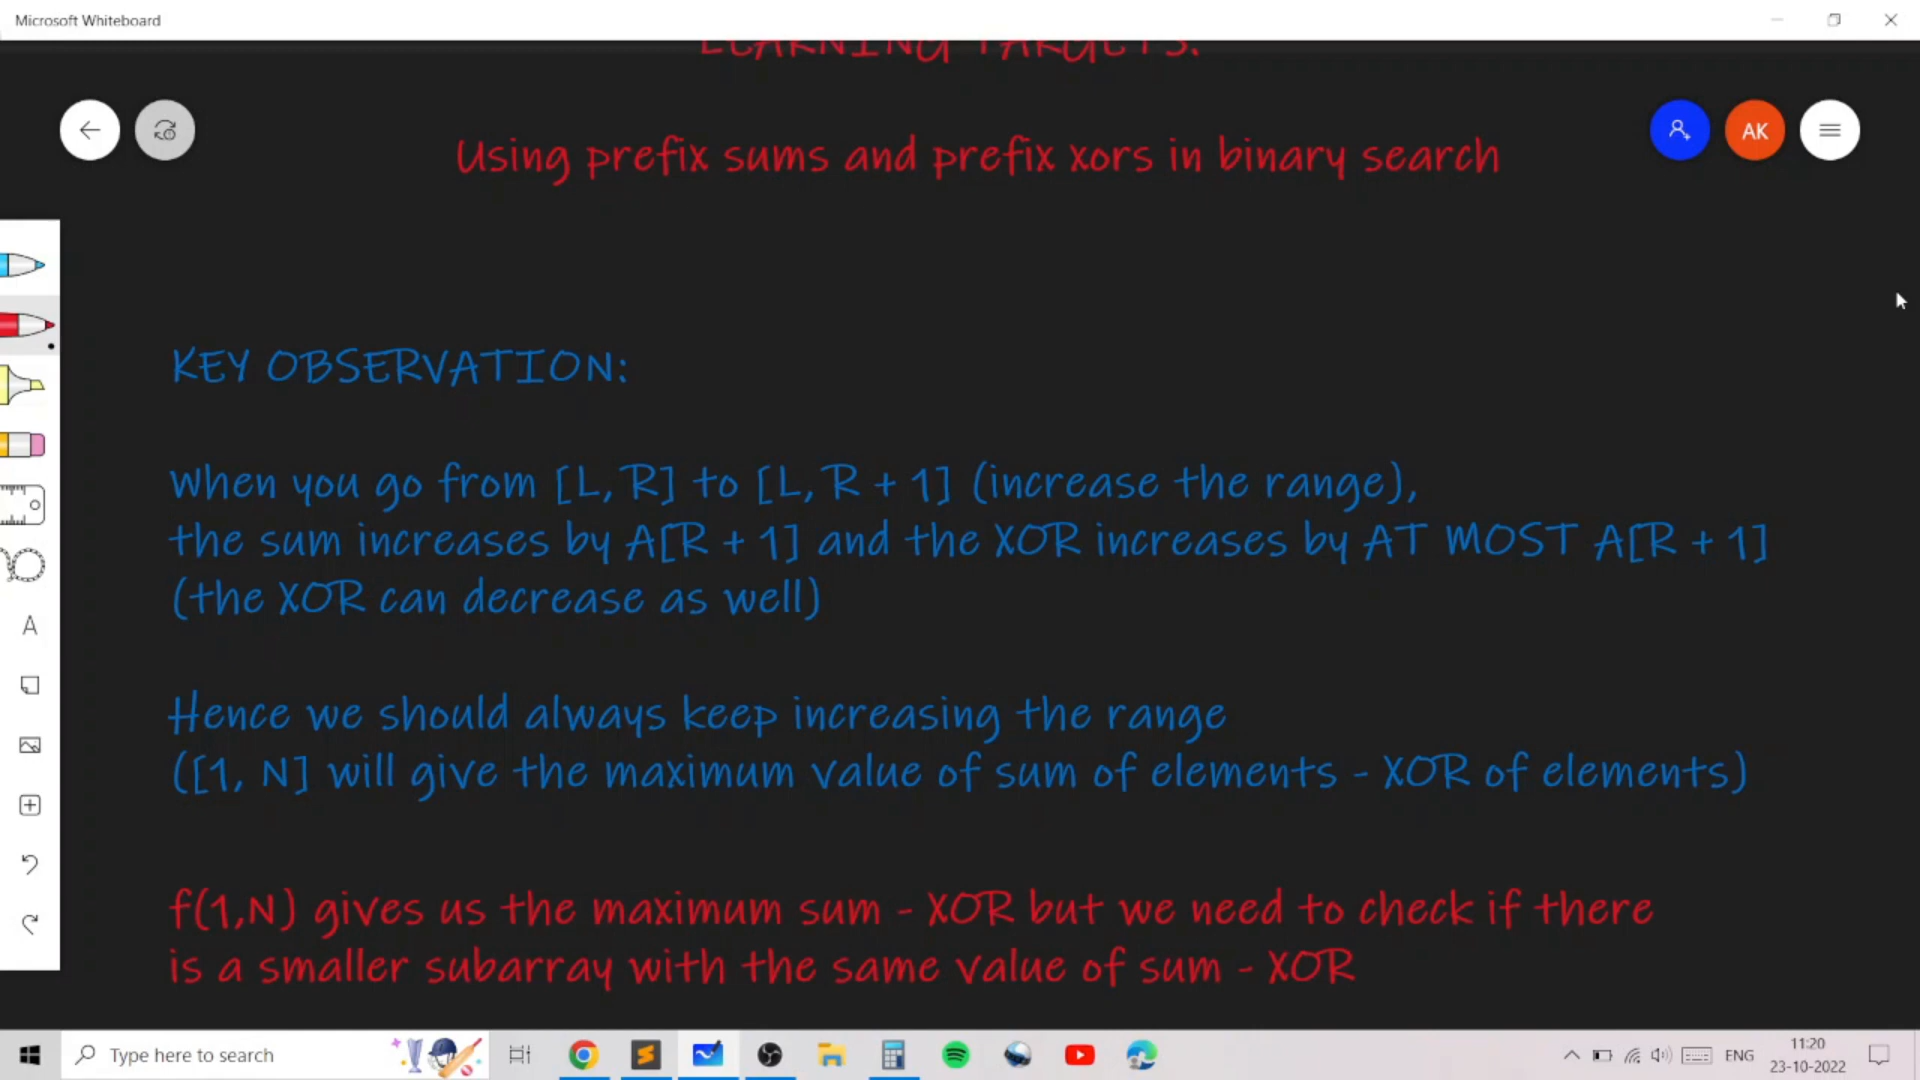 Microsoft Whiteboard
LEARNING TARGETS:
AK
Using prefix sums and prefix xors in binary search
KEY OBSERVATION:
When you go from [L, R] to [L, R + 1] (increase the range),
the sum increases by A[R + 1] and the XOR increases by AT MOST A[R + 1]
(the XOR can decrease as well)
A
Hence we should always keep increasing the range
([1, N] will give the maximum value of sum of elements - XOR of elements)
f(1,N) gives us the maximum sum - XOR but we need to check if there
is a smaller subarray with the same value of sum - XOR
Type here to search
ENG
11:20
23-10-2022